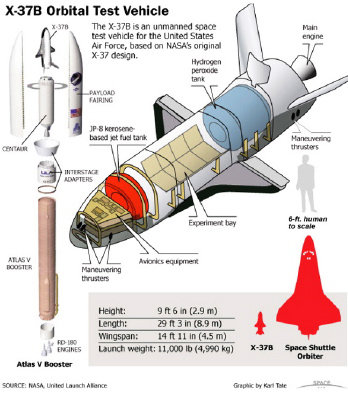 X-37B Orbital Test Vehicle
X-37B
The X-37B is an unmanned space
test vehicle for the United States
Air Force, based on NASA's original
X-37 design.
Main
engine
Hydrogen
peroxide
tank
PAYLOAD
FAIRING
JP-8 kerosene-
based jet fuel tank
Maneuvering
thrusters
CENTAUR
INTERSTAGE
ADAPTERS
6-ft. human
to scale
Experiment bay
ATLAS V
BOOSTER
Avionics equipment
Maneuvering
thrusters
Height: 9 ft 6 in (2.9 m)
Length: 29 ft 3 in (8.9 m)
Wingspan: 14 ft 11 in (4.5 m)
Launch weight: 11,000 lb (4,990 kg)
RD-180
ENGINES
X-37B
Space Shuttle
Orbiter
Atlas V Booster
SOURCE: NASA, United Launch Alliance
Graphic by Karl Tate
SPACE